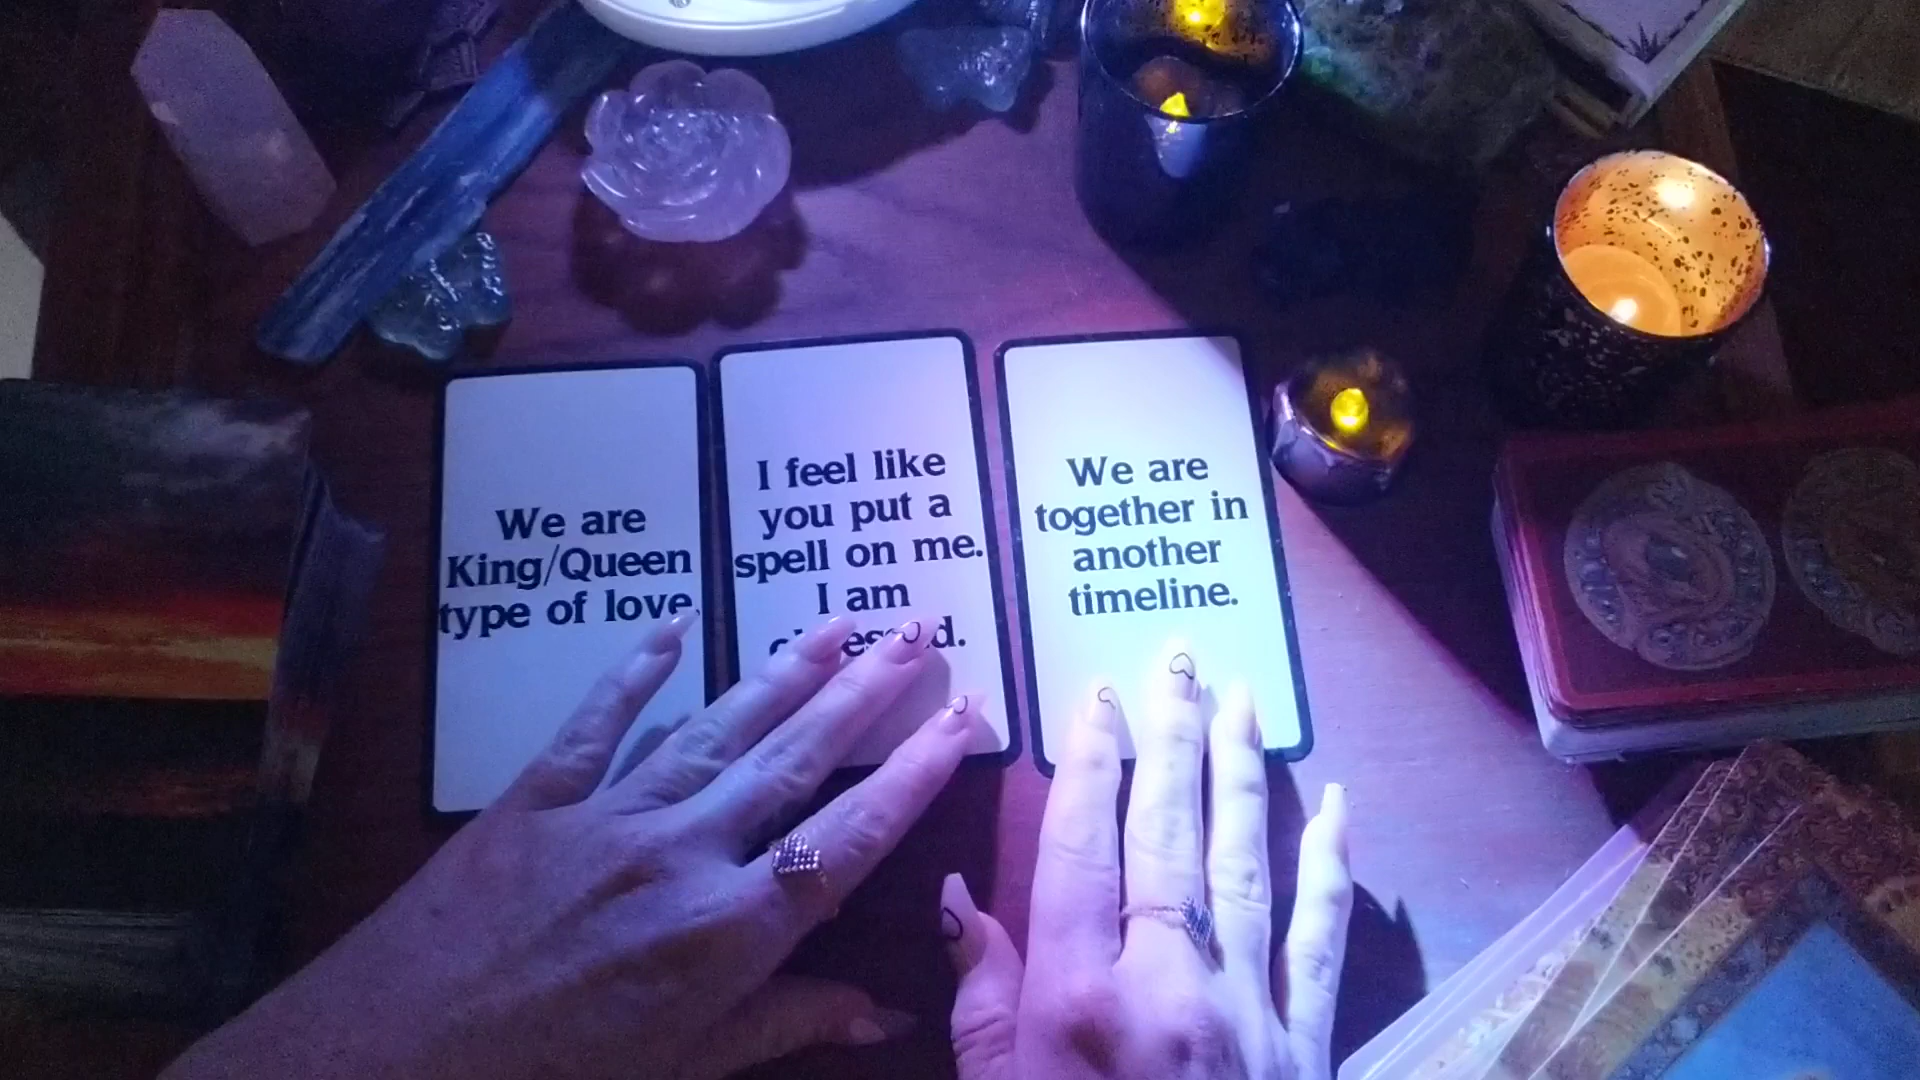 We are
King/Queen
type of love.
I feel like
you put a
spell on me.
I am
We are
together in
another
timeline.